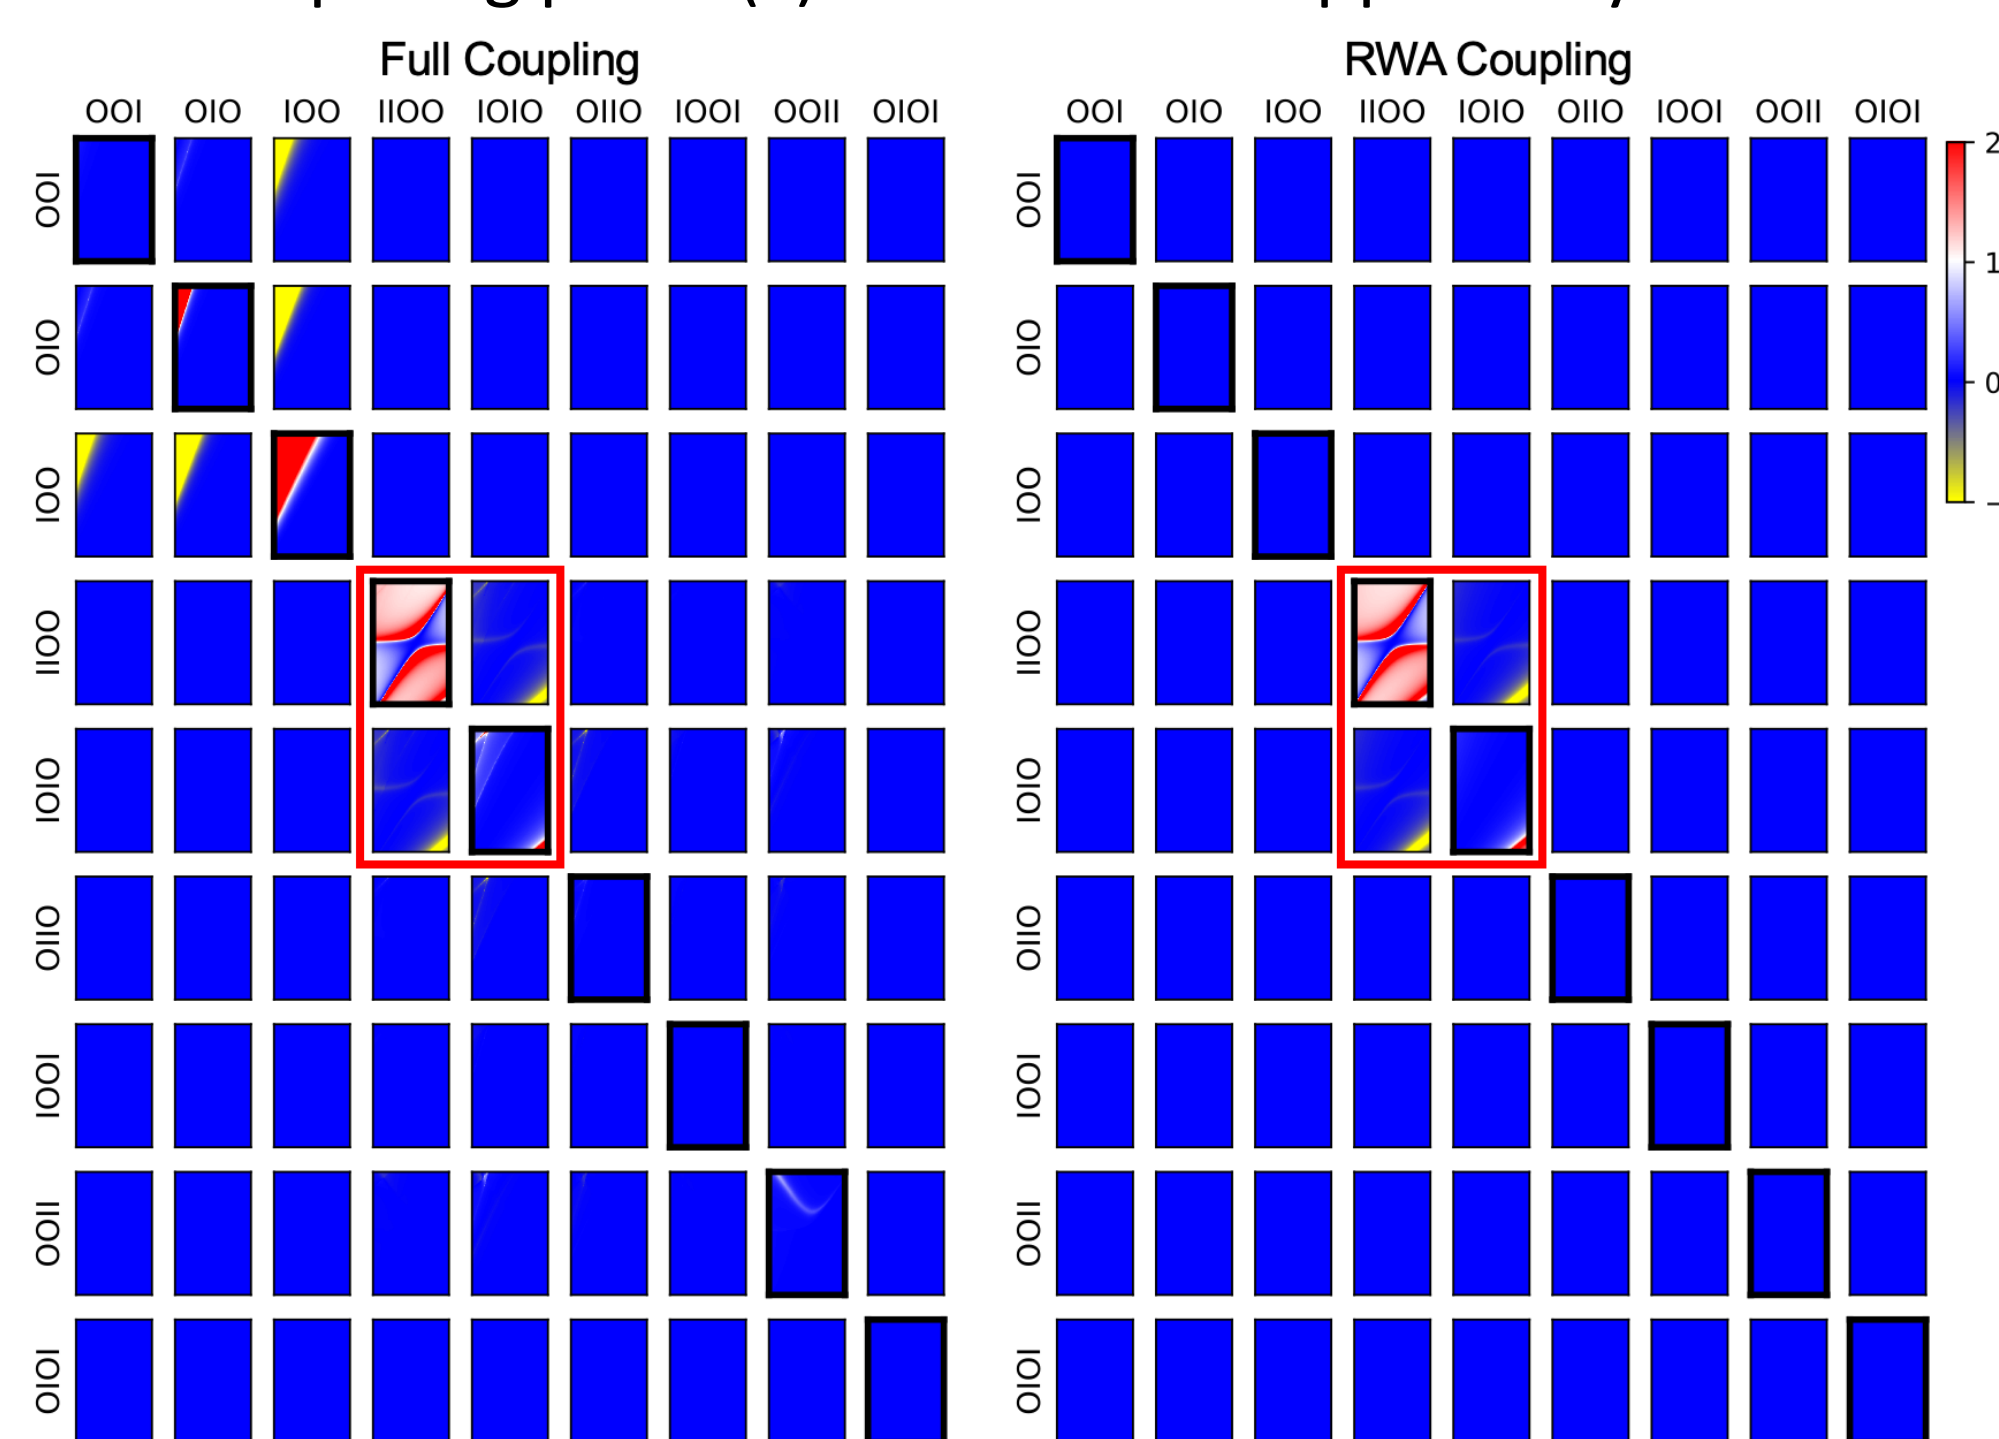 Full Coupling RWA Coupling
OOI OIO IOO IIOO IOIO OIIO IOOI OOII OIOI OOI OIO IOO IIOO IOIO OIIO IOOI OOII OIOI
OOI OOI 2
1
OIO OIO 0
IOO IOO
IIOO IIOO
IOIO IOIO
OIIO OIIO
IOOI IOOI
OOII OOII
OIOI OIOI